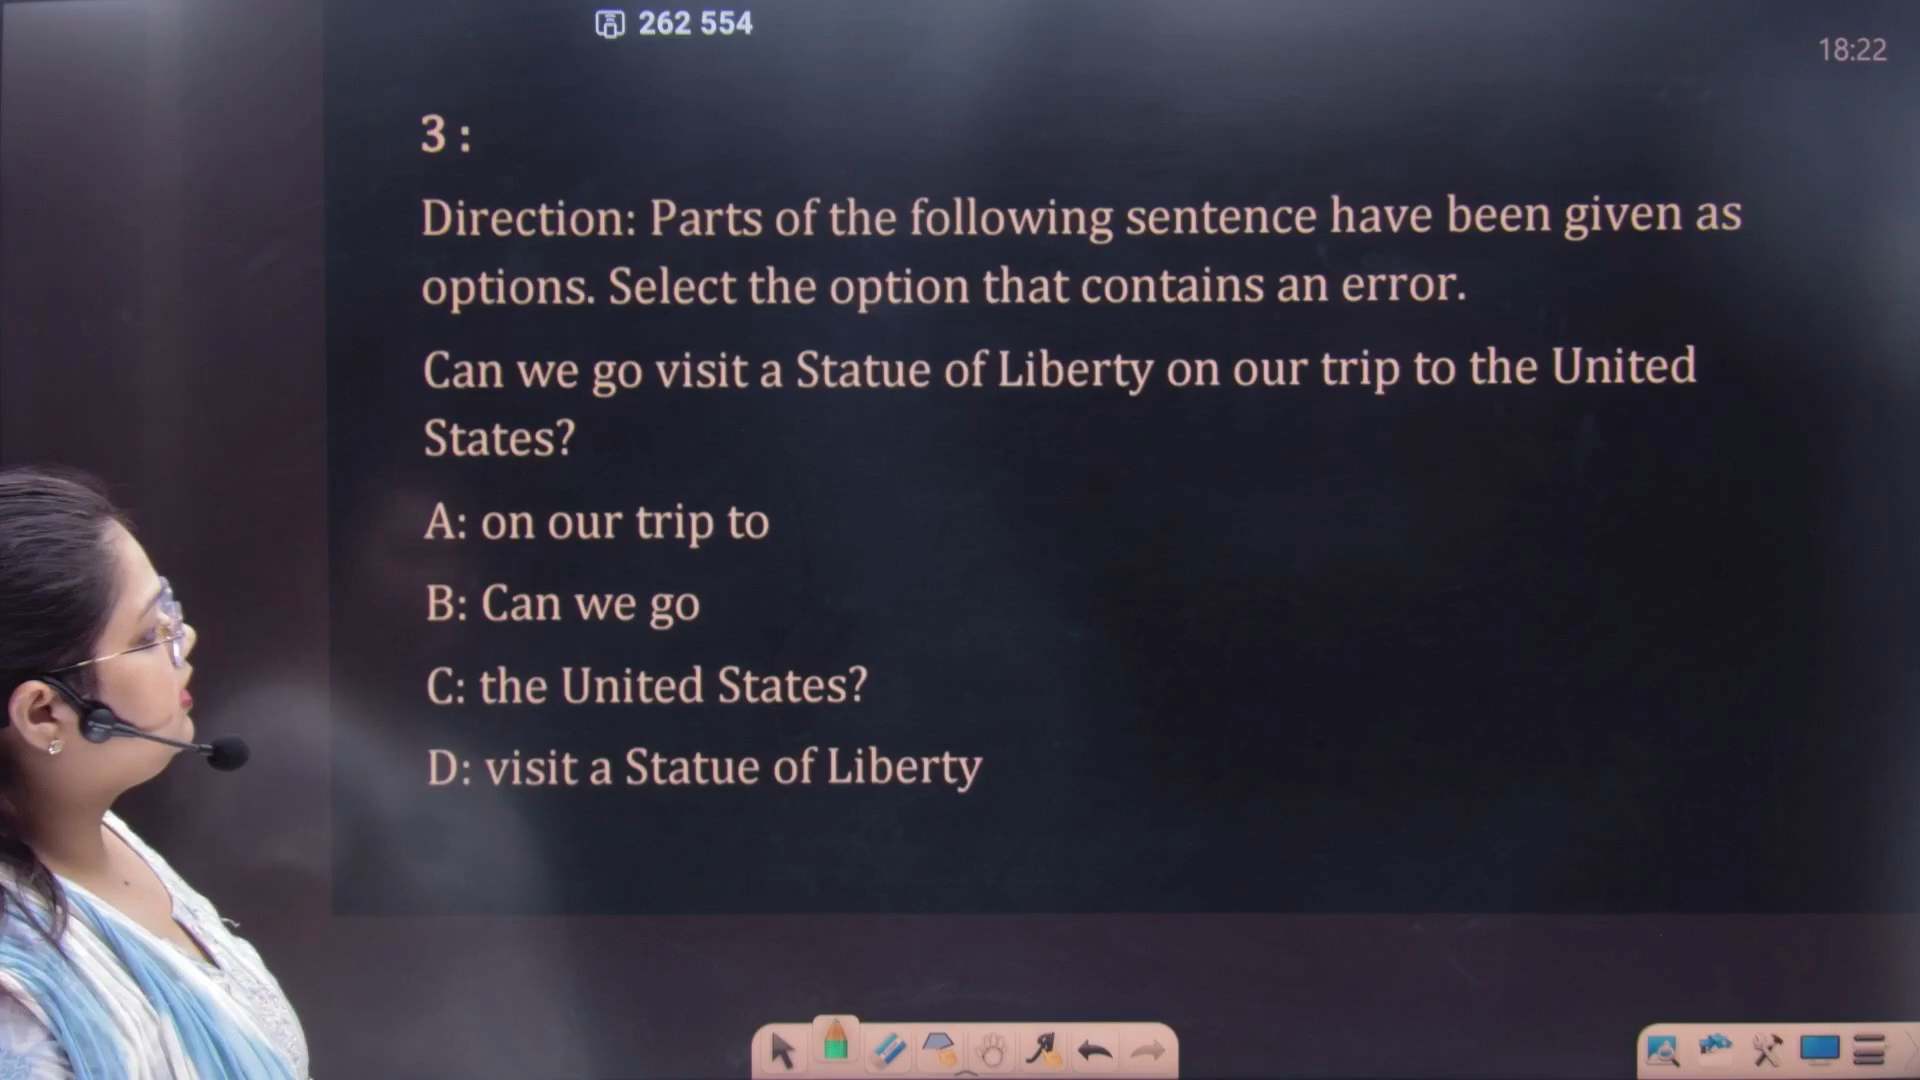 262 554
18:22
3 :
Direction: Parts of the following sentence have been given as
options. Select the option that contains an error.
Can we go visit a Statue of Liberty on our trip to the United
States?
A: on our trip to
B: Can we go
C: the United States?
D: visit a Statue of Liberty